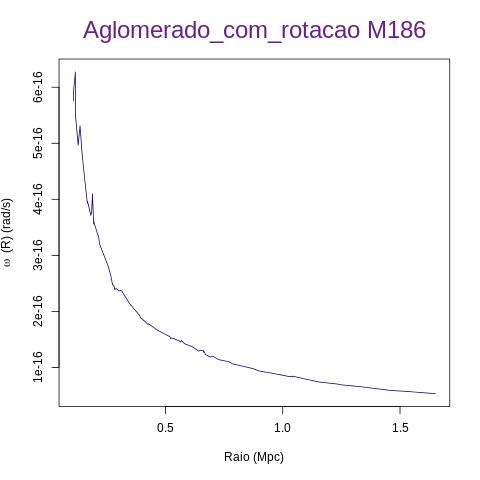 Aglomerado_com_rotacao M186
ω (R) (rad/s)
6e-16
5e-16
4e-16
3e-16
2e-16
1e-16
0.5 1.0 1.5
Raio (Mpc)